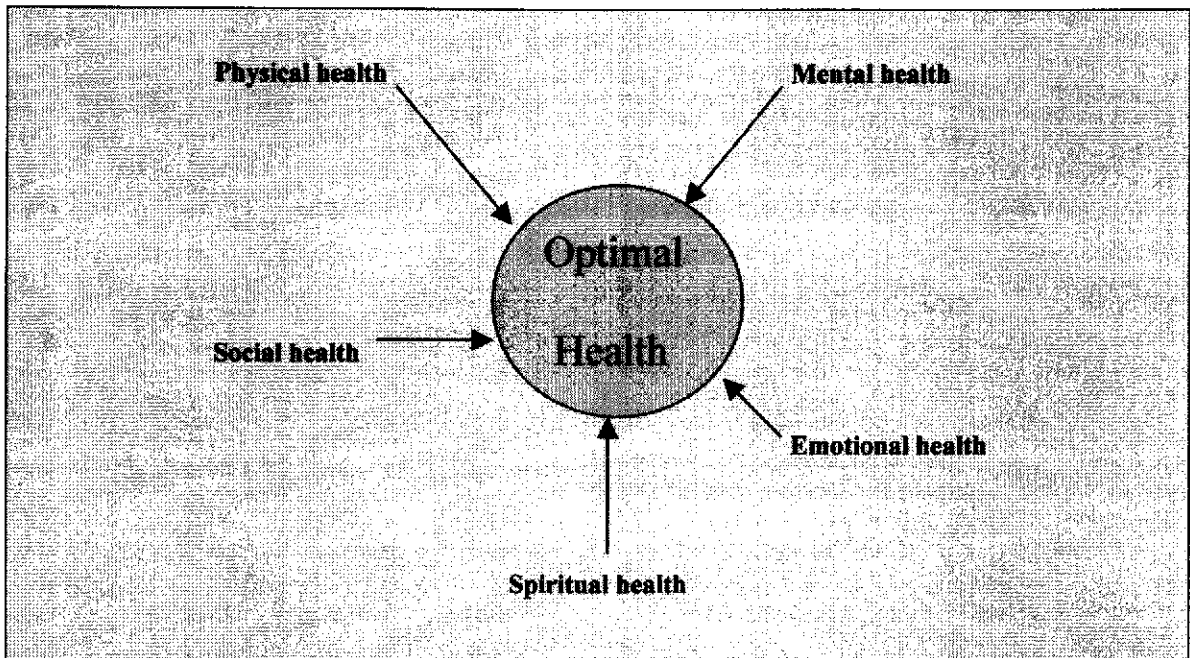 Physical health
Mental health
Optimal
Health
Social health
Emotional health
Spiritual health